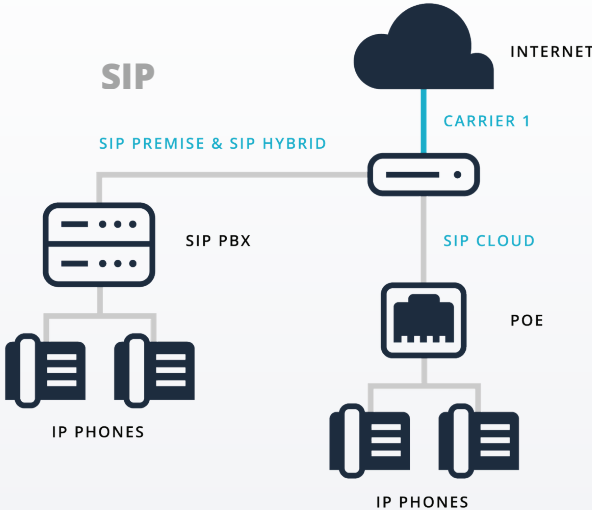 INTERNET
SIP
CARRIER 1
SIP PREMISE & SIP HYBRID
SIP PBX
SIP CLOUD
POE
IP PHONES
IP PHONES